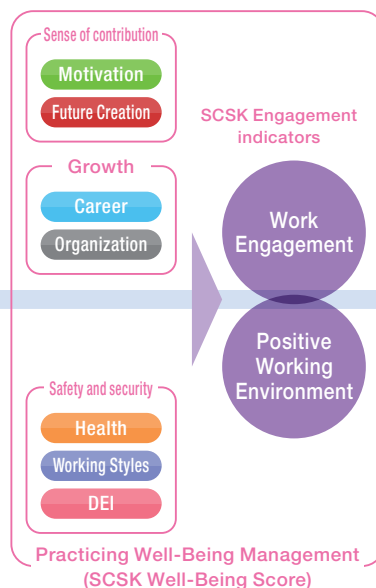 Sense of contribution
Motivation
Future Creation
Growth
Career
Organization
Safety and security
Health
Working Styles
DEI
SCSK Engagement
indicators
Work
Engagement
Positive
Working
Environment
Practicing Well-Being Management
(SCSK Well-Being Score)